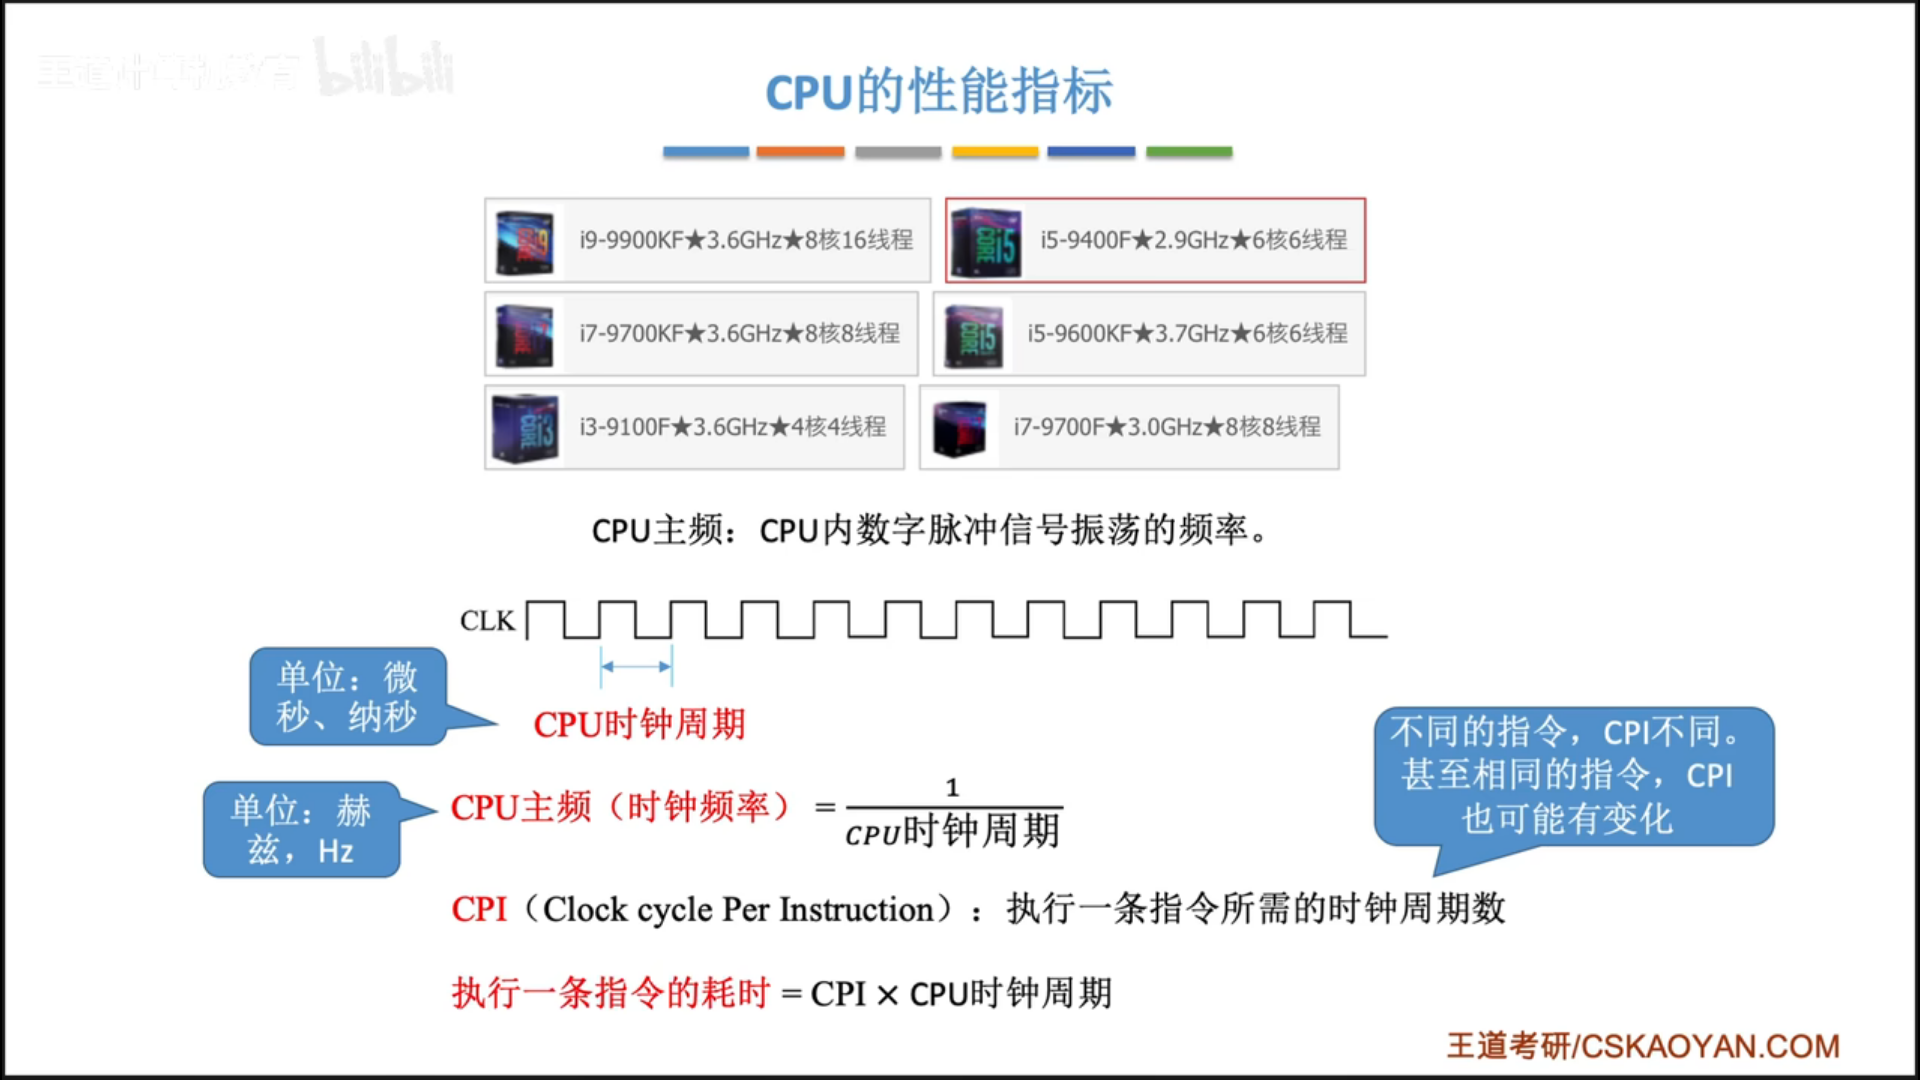 王道计算机教育 bilibili
CPU的性能指标
i9-9900KF★3.6GHz★8核16线程
i5-9400F★2.9GHz★6核6线程
i7-9700KF★3.6GHz★8核8线程
i5-9600KF★3.7GHz★6核6线程
i3-9100F★3.6GHz★4核4线程
i7-9700F★3.0GHz★8核8线程
CPU主频：CPU内数字脉冲信号振荡的频率。
CLK
单位：微
秒、纳秒
CPU时钟周期
不同的指令，CPI不同。
甚至相同的指令，CPI
也可能有变化
单位：赫
兹，Hz
CPU主频（时钟频率） = 1
CPU时钟周期
CPI（Clock cycle Per Instruction）：执行一条指令所需的时钟周期数
执行一条指令的耗时 = CPI × CPU时钟周期
王道考研/CSKAOYAN.COM